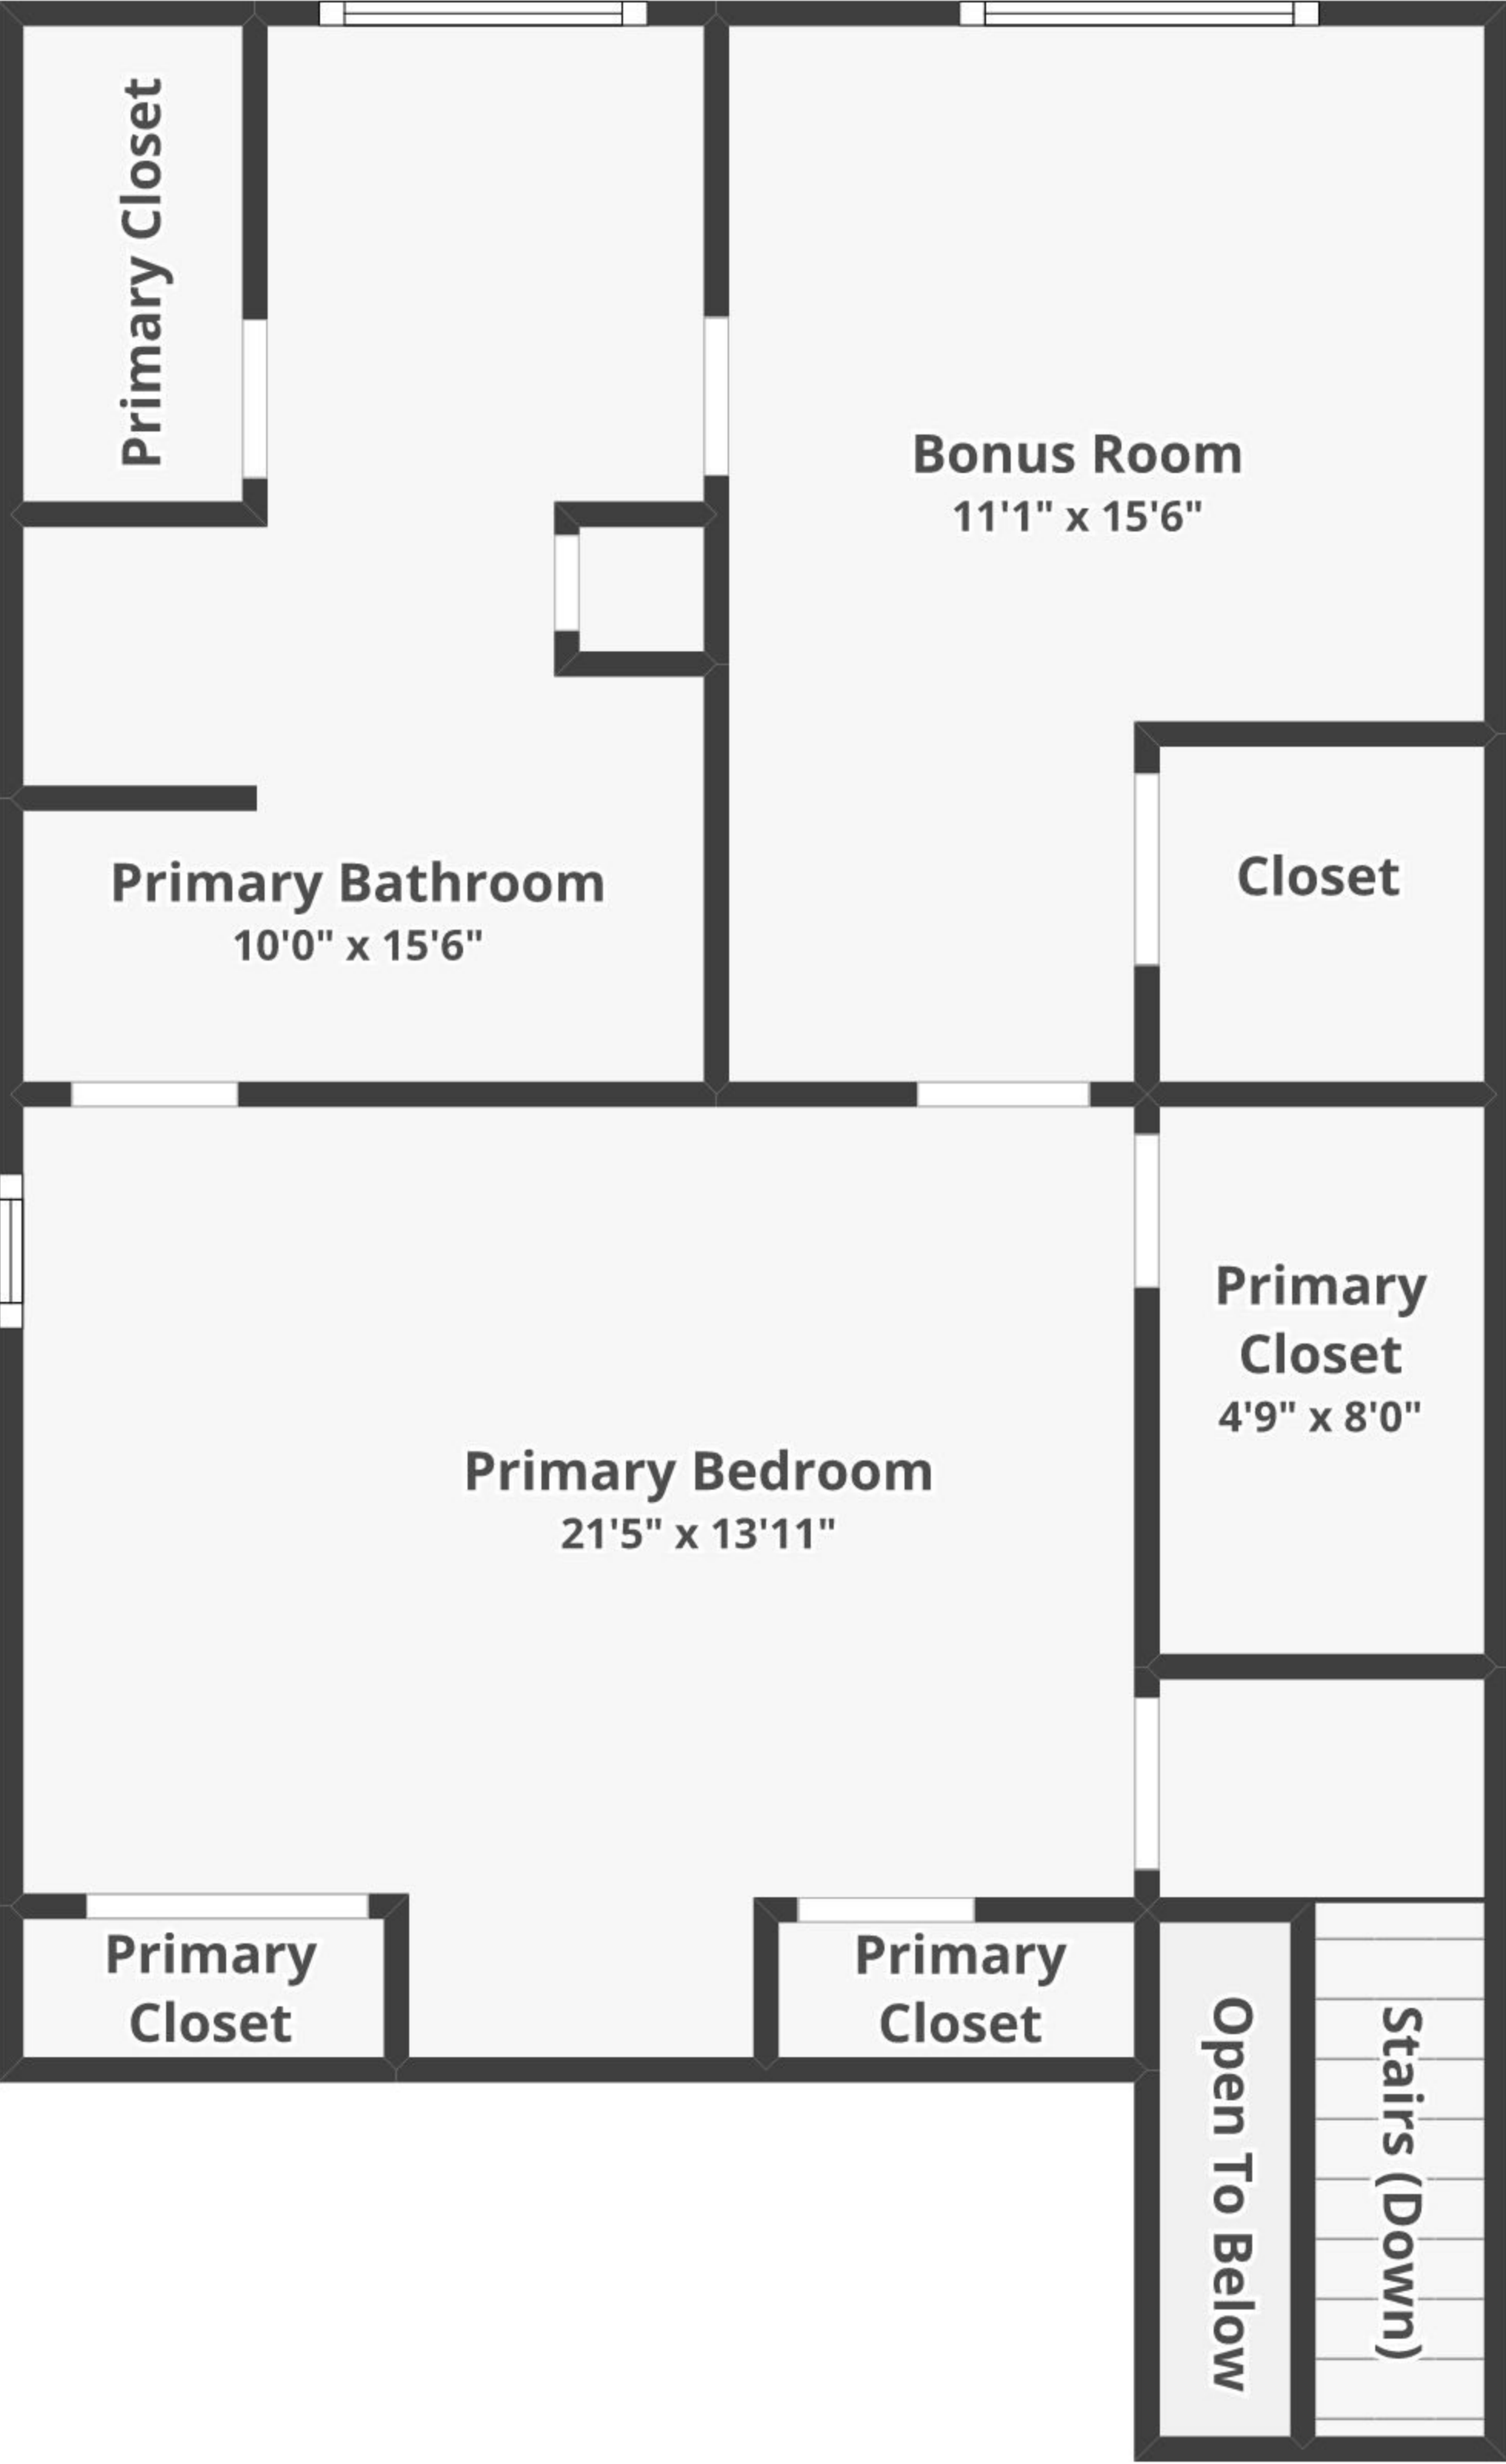 Primary Closet
Bonus Room
11'1" x 15'6"
Primary Bathroom
10'0" x 15'6"
Closet
Primary
Closet
4'9" x 8'0"
Primary Bedroom
21'5" x 13'11"
Primary
Closet
Primary
Closet
Open To Below
Stairs (Down)